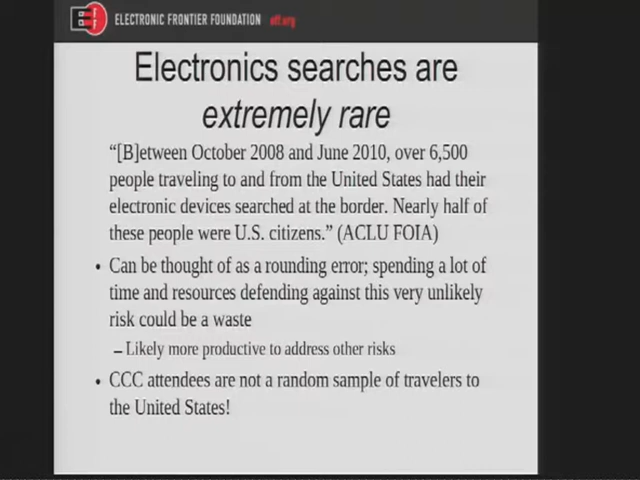 ELECTRONIC FRONTIER FOUNDATION eff.org
Electronics searches are
extremely rare
“[B]etween October 2008 and June 2010, over 6,500
people traveling to and from the United States had their
electronic devices searched at the border. Nearly half of
these people were U.S. citizens.” (ACLU FOIA)
• Can be thought of as a rounding error; spending a lot of
time and resources defending against this very unlikely
risk could be a waste
– Likely more productive to address other risks
• CCC attendees are not a random sample of travelers to
the United States!